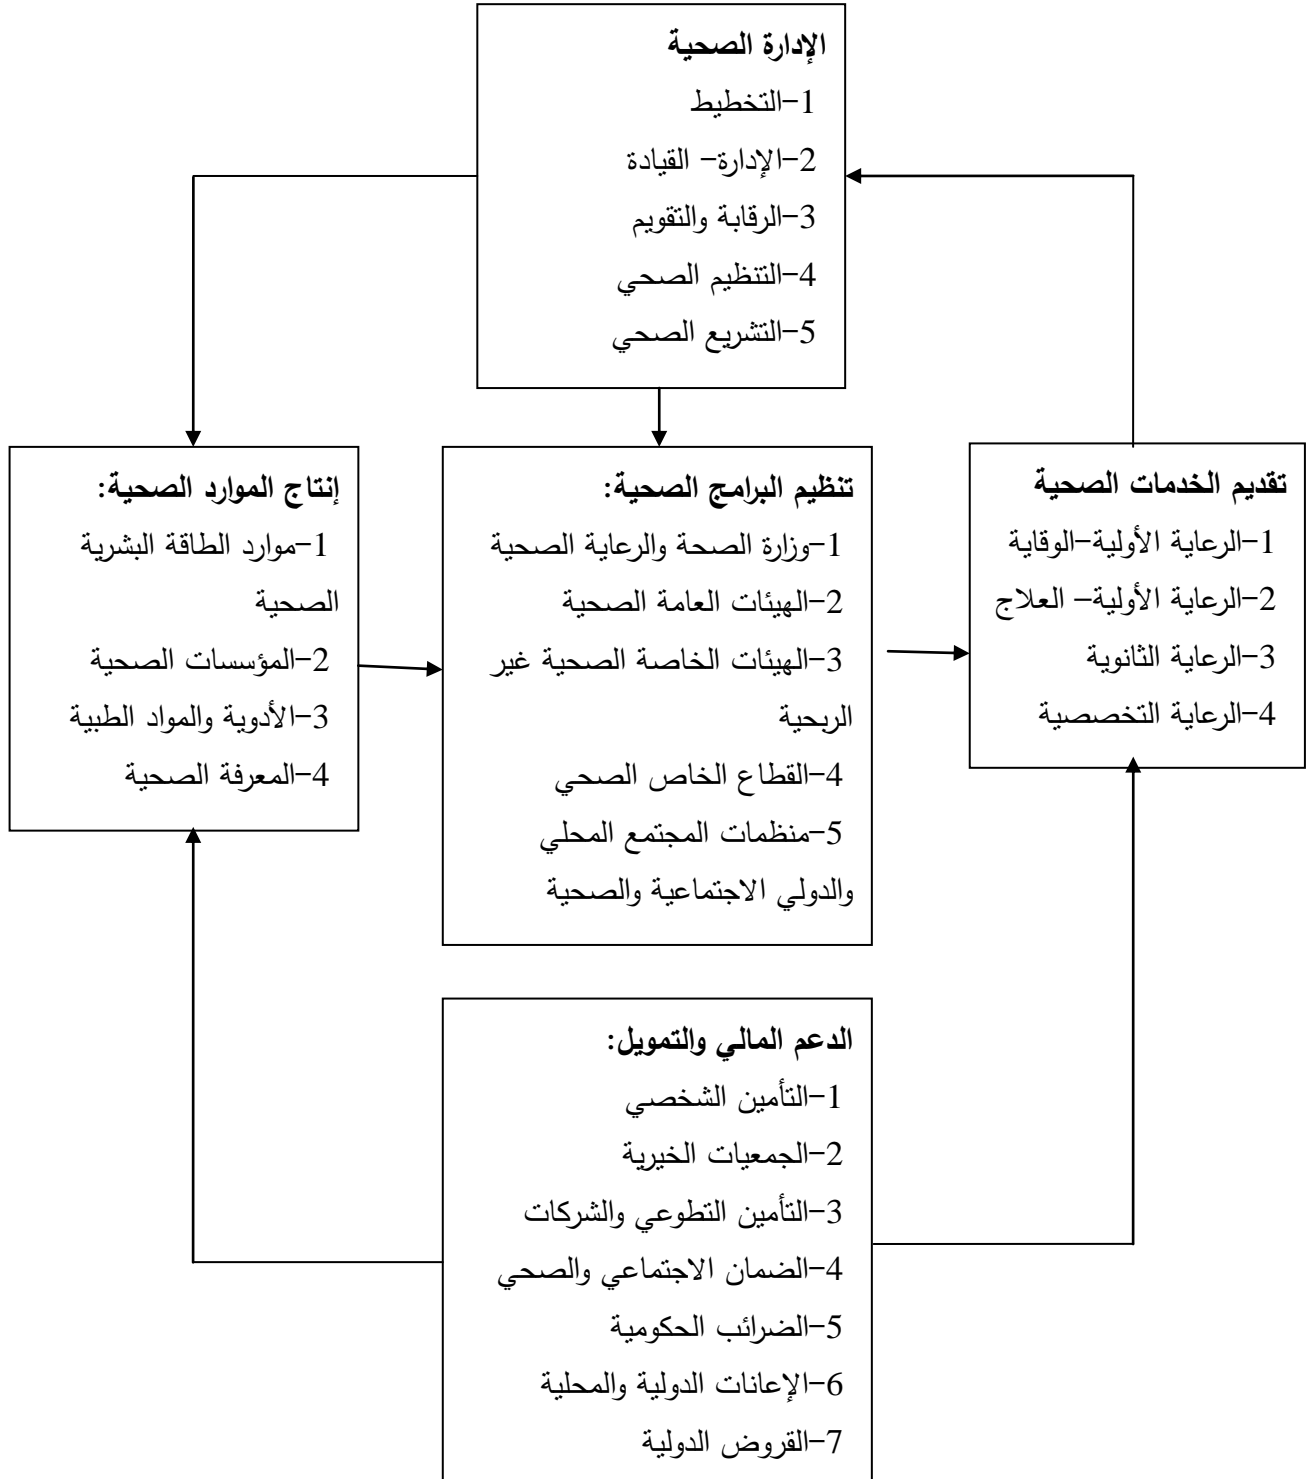 الإدارة الصحية
1-التخطيط
2-الإدارة- القيادة
3-الرقابة والتقويم
4-التنظيم الصحي
5-التشريع الصحي
تقديم الخدمات الصحية
1-الرعاية الأولية-الوقاية
2-الرعاية الأولية- العلاج
3-الرعاية الثانوية
4-الرعاية التخصصية
تنظيم البرامج الصحية:
1-وزارة الصحة والرعاية الصحية
2-الهيئات العامة الصحية
3-الهيئات الخاصة الصحية غير
الربحية
4-القطاع الخاص الصحي
5-منظمات المجتمع المحلي
والدولي الاجتماعية والصحية
إنتاج الموارد الصحية:
1-موارد الطاقة البشرية
الصحية
2-المؤسسات الصحية
3-الأدوية والمواد الطبية
4-المعرفة الصحية
الدعم المالي والتمويل:
1-التأمين الشخصي
2-الجمعيات الخيرية
3-التأمين التطوعي والشركات
4-الضمان الاجتماعي والصحي
5-الضرائب الحكومية
6-الإعانات الدولية والمحلية
7-القروض الدولية